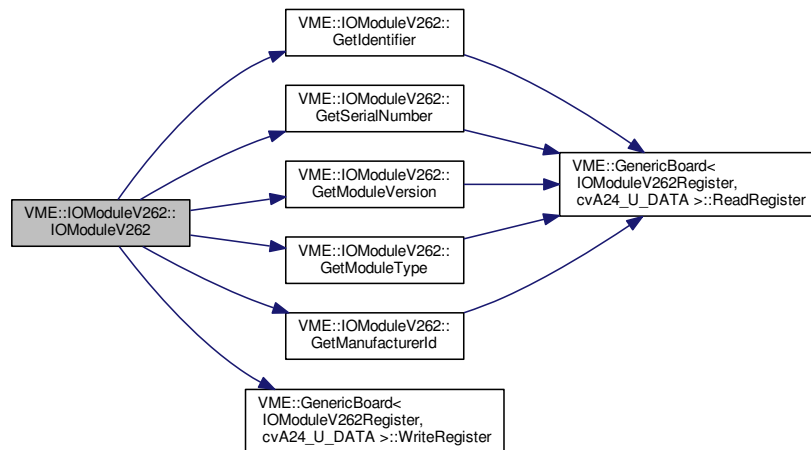 VME::IOModuleV262::
GetIdentifier
VME::IOModuleV262::
GetSerialNumber
VME::IOModuleV262::
GetModuleVersion
VME::IOModuleV262::
IOModuleV262
VME::GenericBoard<
IOModuleV262Register,
cvA24_U_DATA >::ReadRegister
VME::IOModuleV262::
GetModuleType
VME::IOModuleV262::
GetManufacturerId
VME::GenericBoard<
IOModuleV262Register,
cvA24_U_DATA >::WriteRegister